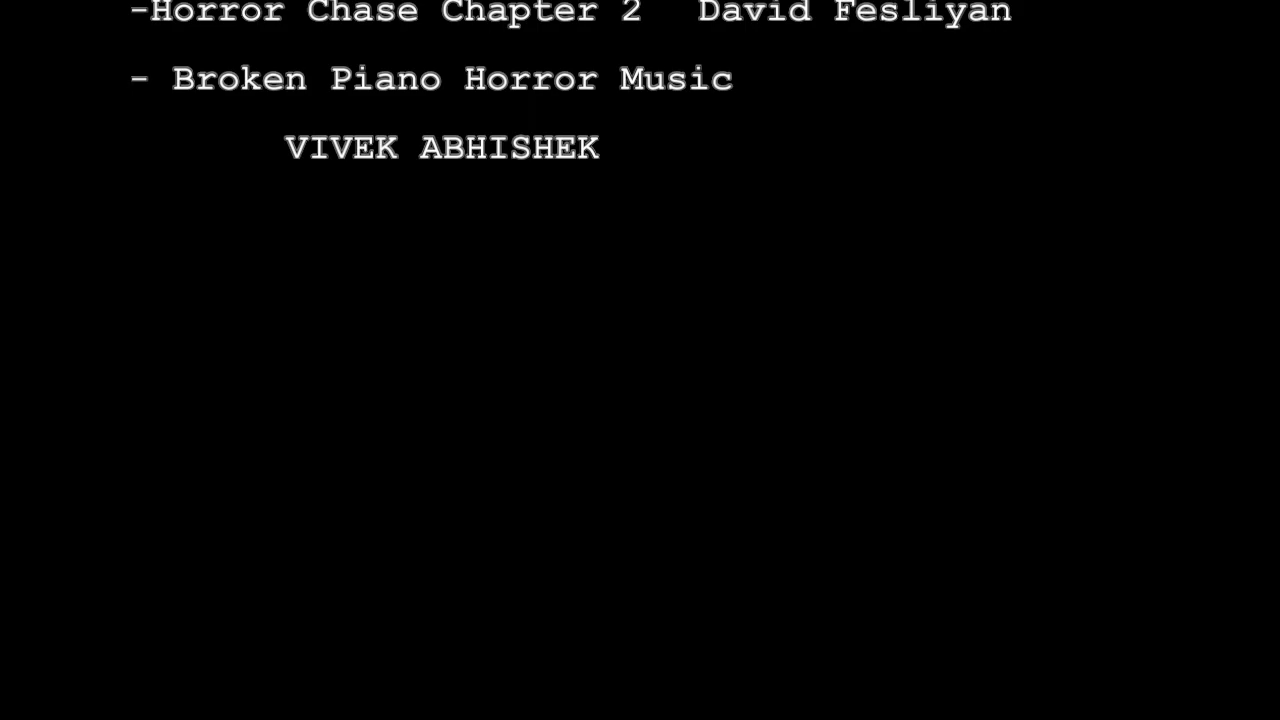 -Horror Chase Chapter 2  David Fesliyan
- Broken Piano Horror Music
VIVEK ABHISHEK